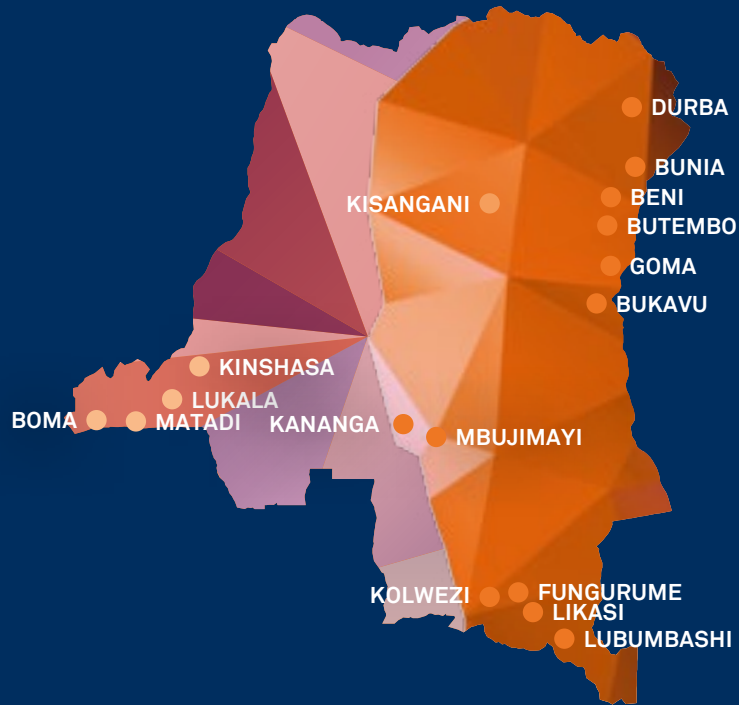 DURBA
BUNIA
BENI
KISANGANI
BUTEMBO
GOMA
BUKAVU
KINSHASA
LUKALA
BOMA
MATADI
KANANGA
MBUJIMAYI
KOLWEZI
FUNGURUME
LIKASI
LUBUMBASHI